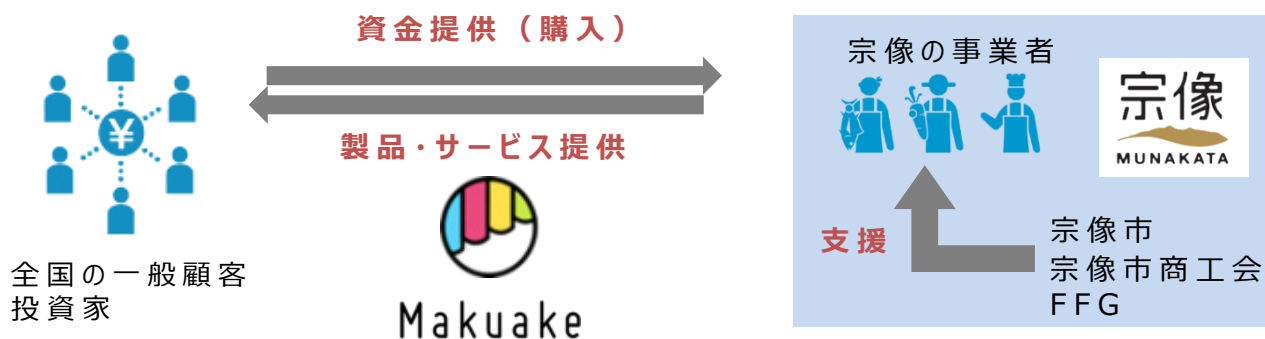 資金提供（購入）
製品・サービス提供
¥
全国の一般顧客
投資家
Makuake
宗像の事業者
宗像
MUNAKATA
支援
宗像市
宗像市商工会
FFG